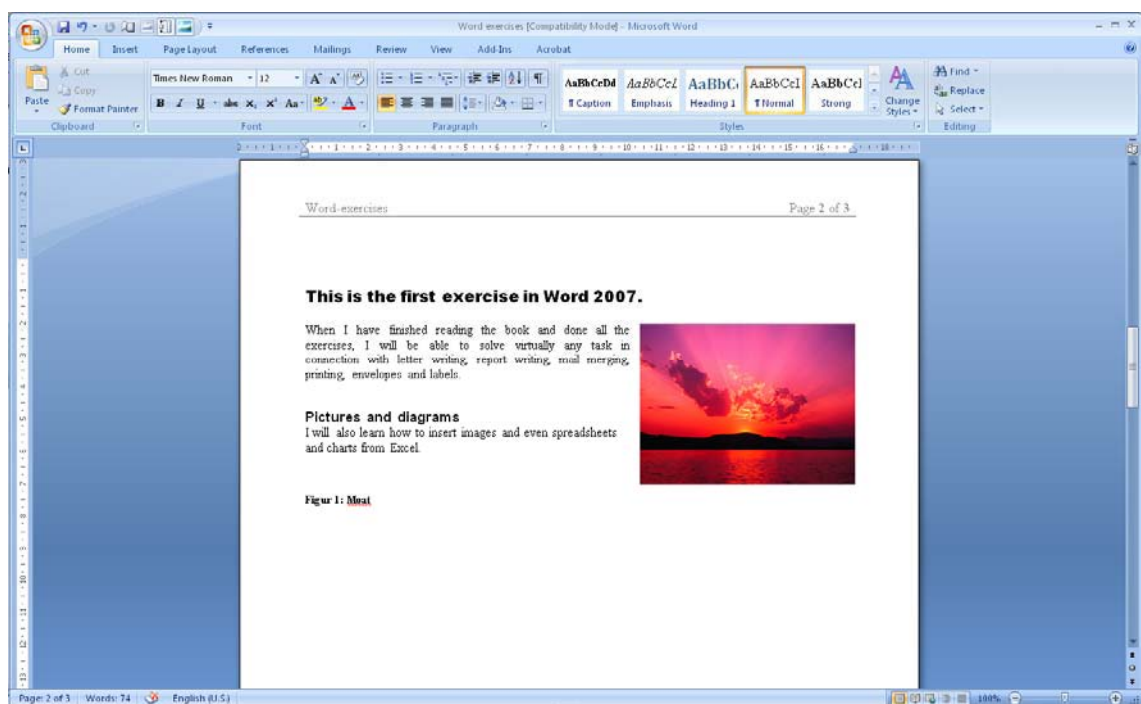 Word exercises [Compatibility Mode] - Microsoft Word
Home Insert Page Layout References Mailings Review View Add-Ins Acrobat
Cut
Copy
Format Painter
Paste
Clipboard
Times New Roman 12
Font
Paragraph
AaBbCcDd AaBbCcI AaBbC AaBbCcI AaBbCcI
¶ Caption Emphasis Heading 1 ¶ Normal Strong
Change
Styles
Styles
Find
Replace
Select
Editing
Word-exercises Page 2 of 3
This is the first exercise in Word 2007.
When I have finished reading the book and done all the
exercises, I will be able to solve virtually any task in
connection with letter writing, report writing, mail merging,
printing, envelopes and labels.
Pictures and diagrams
I will also learn how to insert images and even spreadsheets
and charts from Excel.
Figur 1: Moat
Page: 2 of 3 Words: 74 English (U.S.) 100%